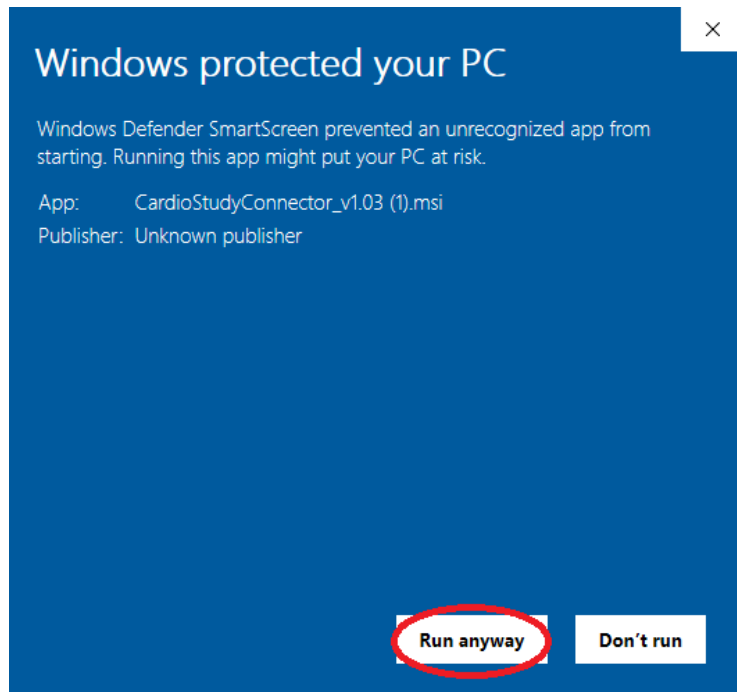 Windows protected your PC
Windows Defender SmartScreen prevented an unrecognized app from
starting. Running this app might put your PC at risk.
App: CardioStudyConnector_v1.03 (1).msi
Publisher: Unknown publisher
Run anyway Don't run